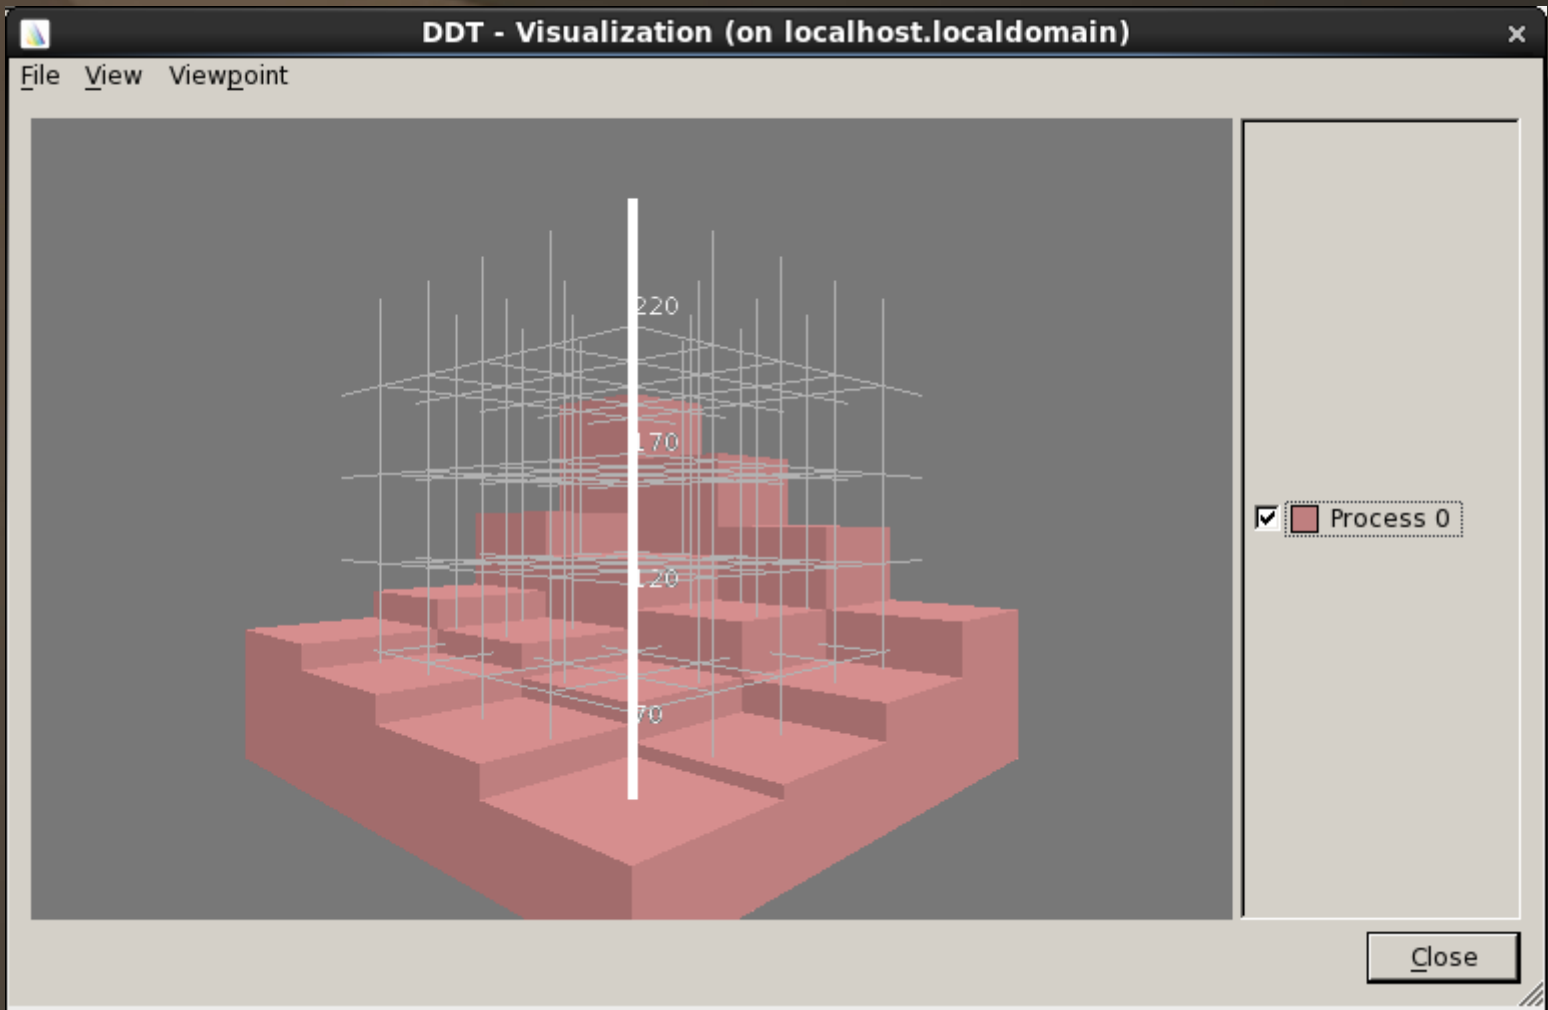 DDT - Visualization (on localhost.localdomain)
File View Viewpoint
220
170
120
70
Process 0
Close